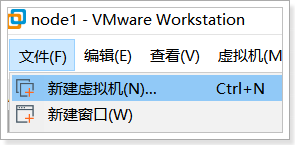 node1 - VMware Workstation
文件(F) 编辑(E) 查看(V) 虚拟机(M
新建虚拟机(N)... Ctrl+N
新建窗口(W)